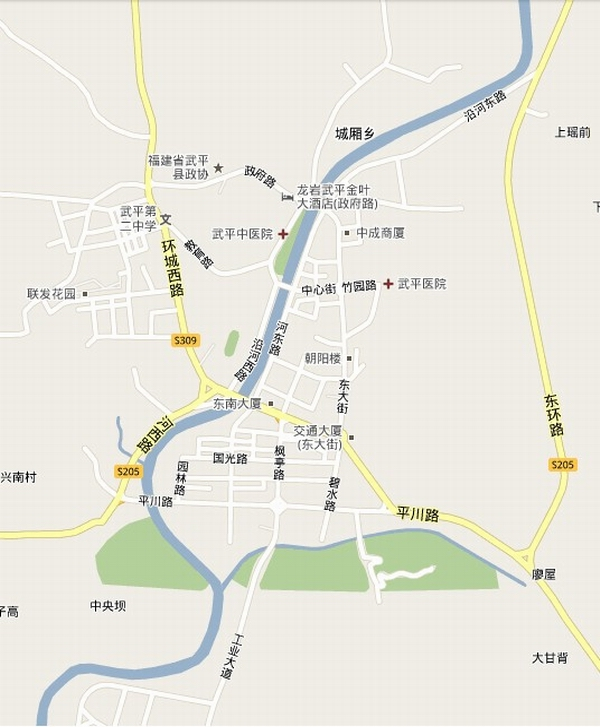 沿河东路
城厢乡
上瑶前
福建省武平
县政协
政府路
龙岩武平金叶
大酒店(政府路)
武平第
二中学
武平中医院
中成商厦
教育路
环城西路
中心街
竹园路
武平医院
联发花园
S309
河东路
沿河西路
朝阳楼
东大街
东环路
东南大厦
河西路
交通大厦
(东大街)
国光路
枫亭路
S205
S205
兴南村
园林路
碧水路
平川路
平川路
廖屋
中央坝
子高
工业大道
大甘背